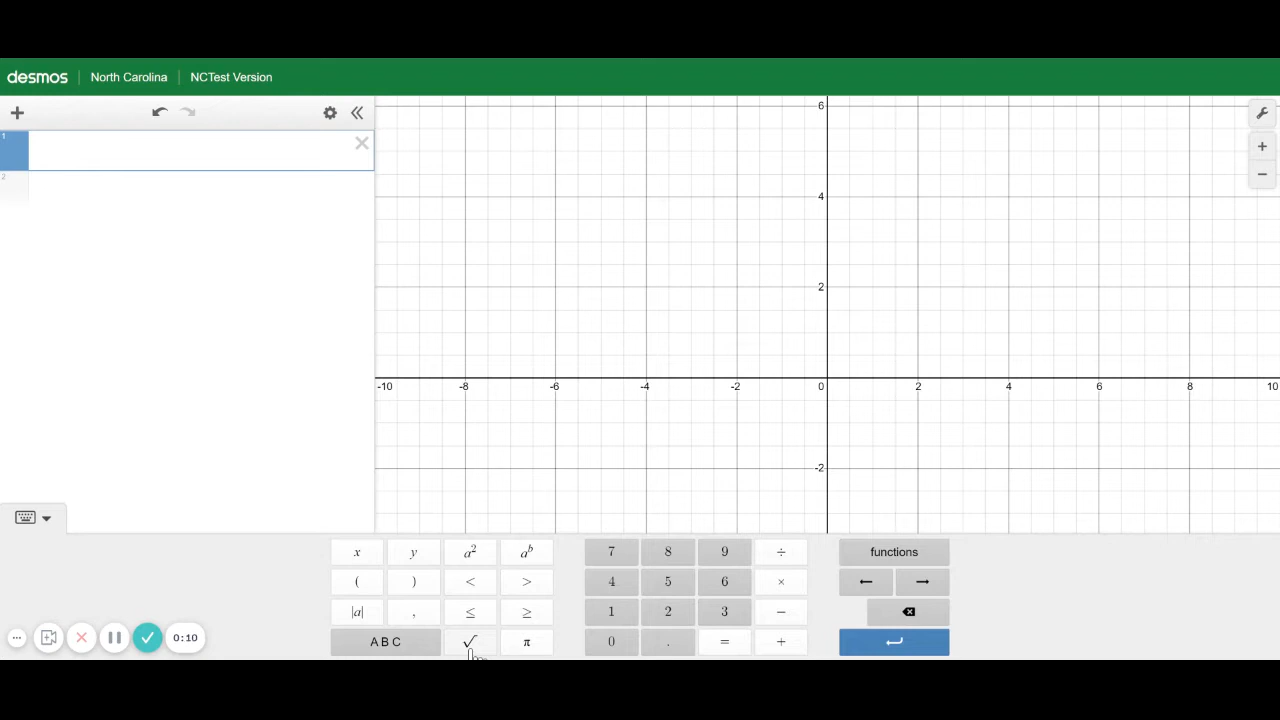 desmos North Carolina NCTest Version
1
2
6
4
2
-10 -8 -6 -4 -2 0 2 4 6 8 10
-2
x y a² aᵇ 7 8 9 ÷ functions
( ) < > 4 5 6 × ← →
|a| , ≤ ≥ 1 2 3 −
A B C √ π 0 . = +
0:10